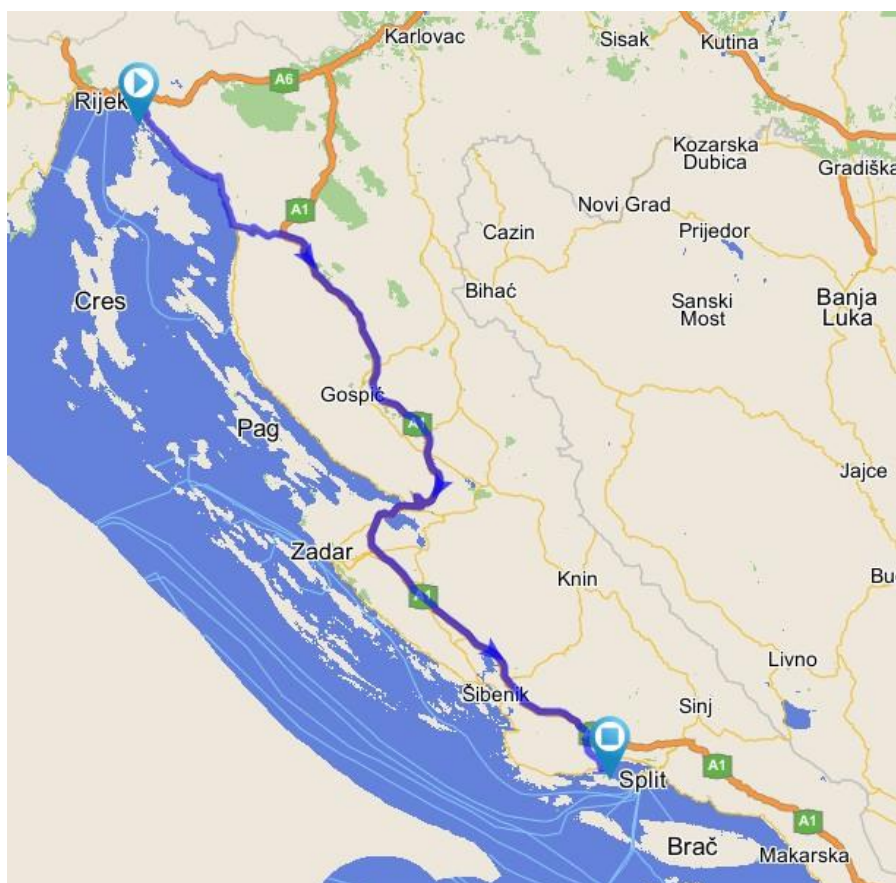 Karlovac
Sisak
Kutina
A6
Rijek
Kozarska
Dubica
Gradiška
Novi Grad
A1
Cazin
Prijedor
Bihać
Sanski
Most
Banja
Luka
Cres
Gospić
A1
Pag
Jajce
Zadar
Knin
A1
Bu
Livno
Šibenik
Sinj
A1
Split
A1
Brač
Makarska